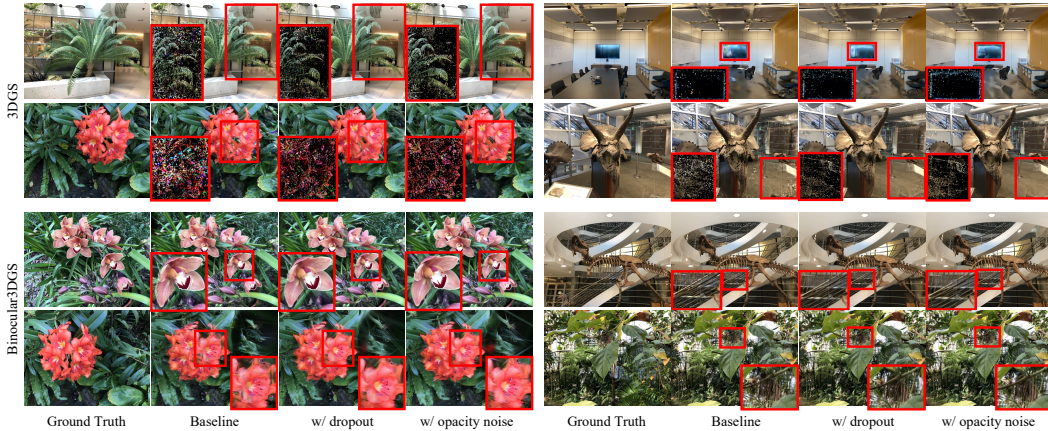 3DGS
Binocular3DGS
Ground Truth Baseline w/ dropout w/ opacity noise Ground Truth Baseline w/ dropout w/ opacity noise